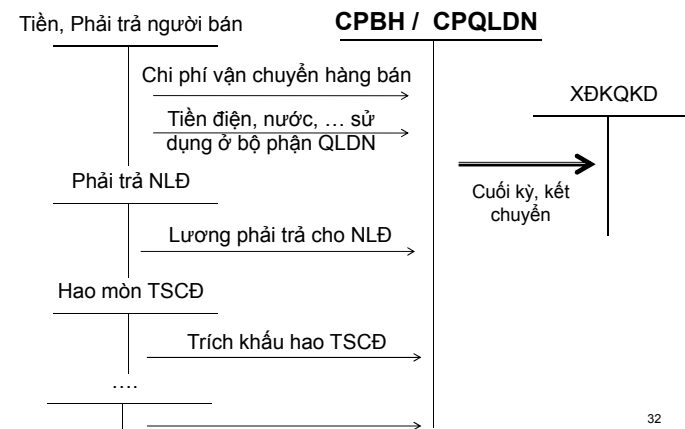 Tiền, Phải trả người bán
CPBH / CPQLDN
Chi phí vận chuyển hàng bán
XĐKQKD
Tiền điện, nước, … sử
dụng ở bộ phận QLDN
Phải trả NLĐ
Cuối kỳ, kết
chuyển
Lương phải trả cho NLĐ
Hao mòn TSCĐ
Trích khấu hao TSCĐ
….
32